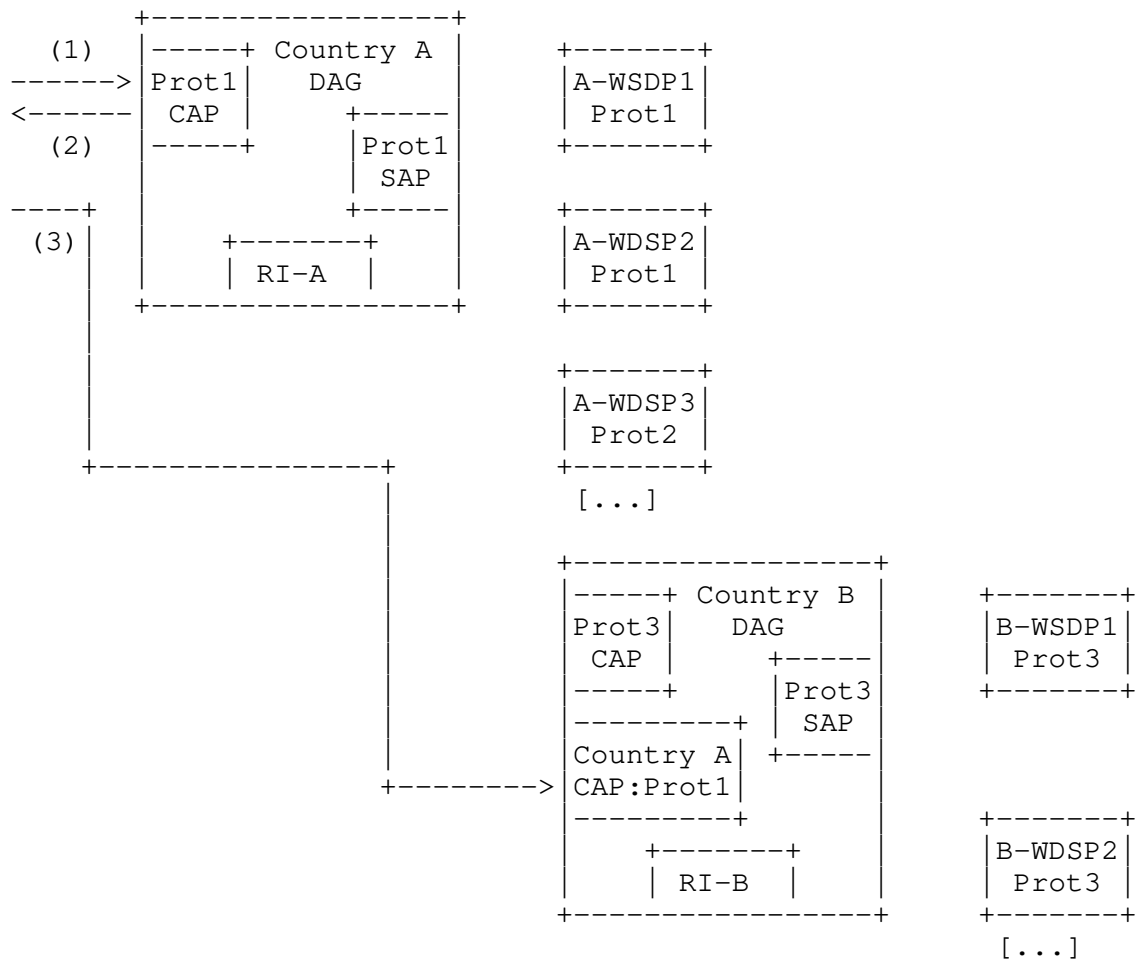 (1) Country A
Prot1 DAG A-WSDP1
CAP Prot1
(2) Prot1
SAP
(3) A-WDSP2
RI-A Prot1
A-WDSP3
Prot2
[...]
Country B
Prot3 DAG B-WSDP1
CAP Prot3
Prot3
SAP
Country A
CAP:Prot1
B-WDSP2
RI-B Prot3
[...]